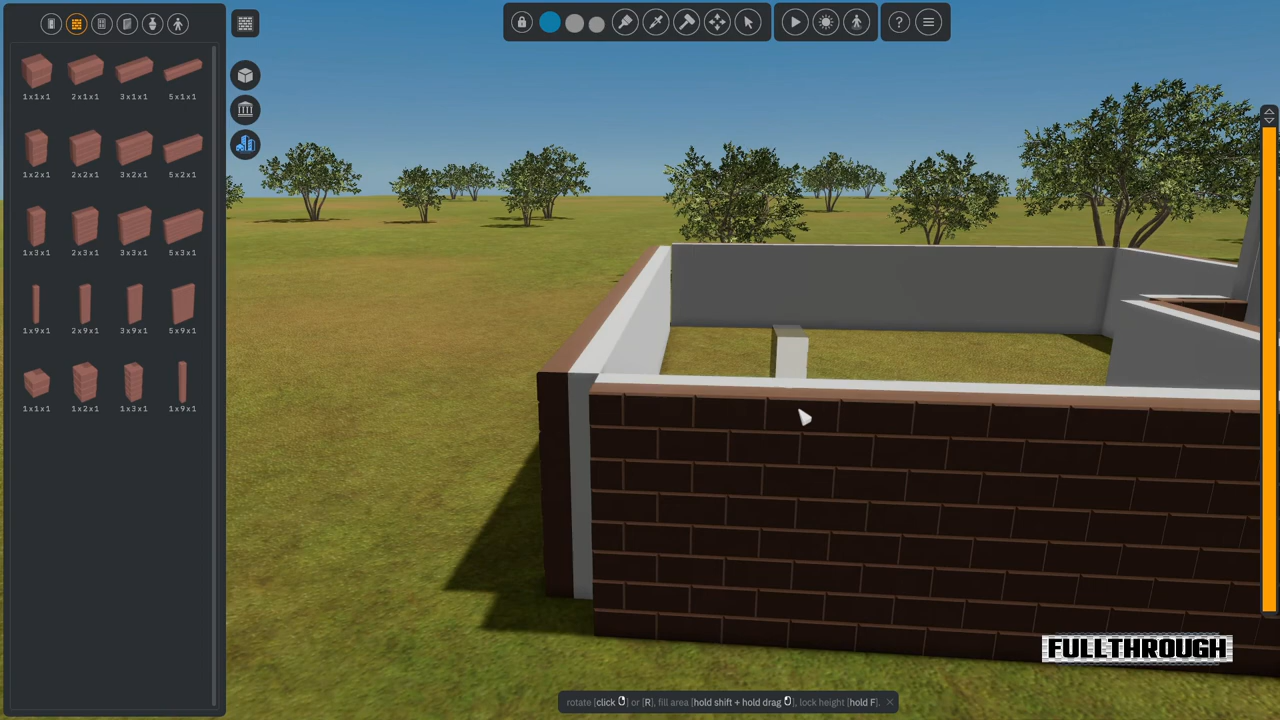 1x1x1 2x1x1 3x1x1 5x1x1
1x2x1 2x2x1 3x2x1 5x2x1
1x3x1 2x3x1 3x3x1 5x3x1
1x9x1 2x9x1 3x9x1 5x9x1
1x1x1 1x2x1 1x3x1 1x9x1
?
FULLTHROUGH
rotate [click] or [R], fill area [hold shift + hold drag], lock height [hold F].